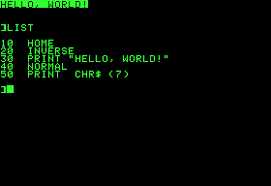 HELLO, WORLD!
]LIST
10  HOME
20  INVERSE
30  PRINT "HELLO, WORLD!"
40  NORMAL
50  PRINT  CHR$ (7)
]